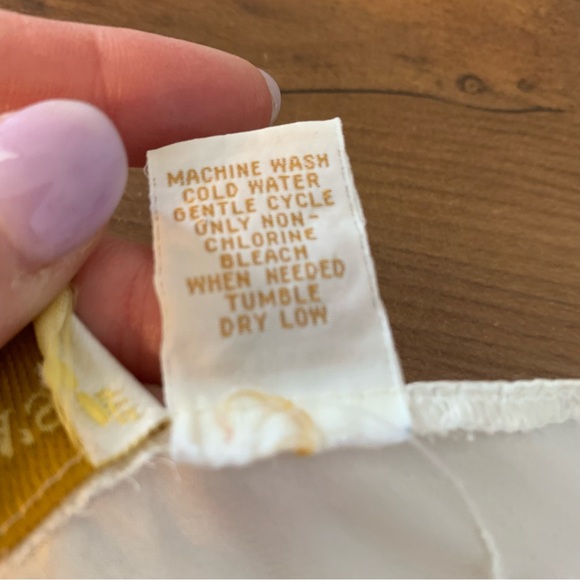 MACHINE WASH
COLD WATER
GENTLE CYCLE
ONLY NON-
CHLORINE
BLEACH
WHEN NEEDED
TUMBLE
DRY LOW